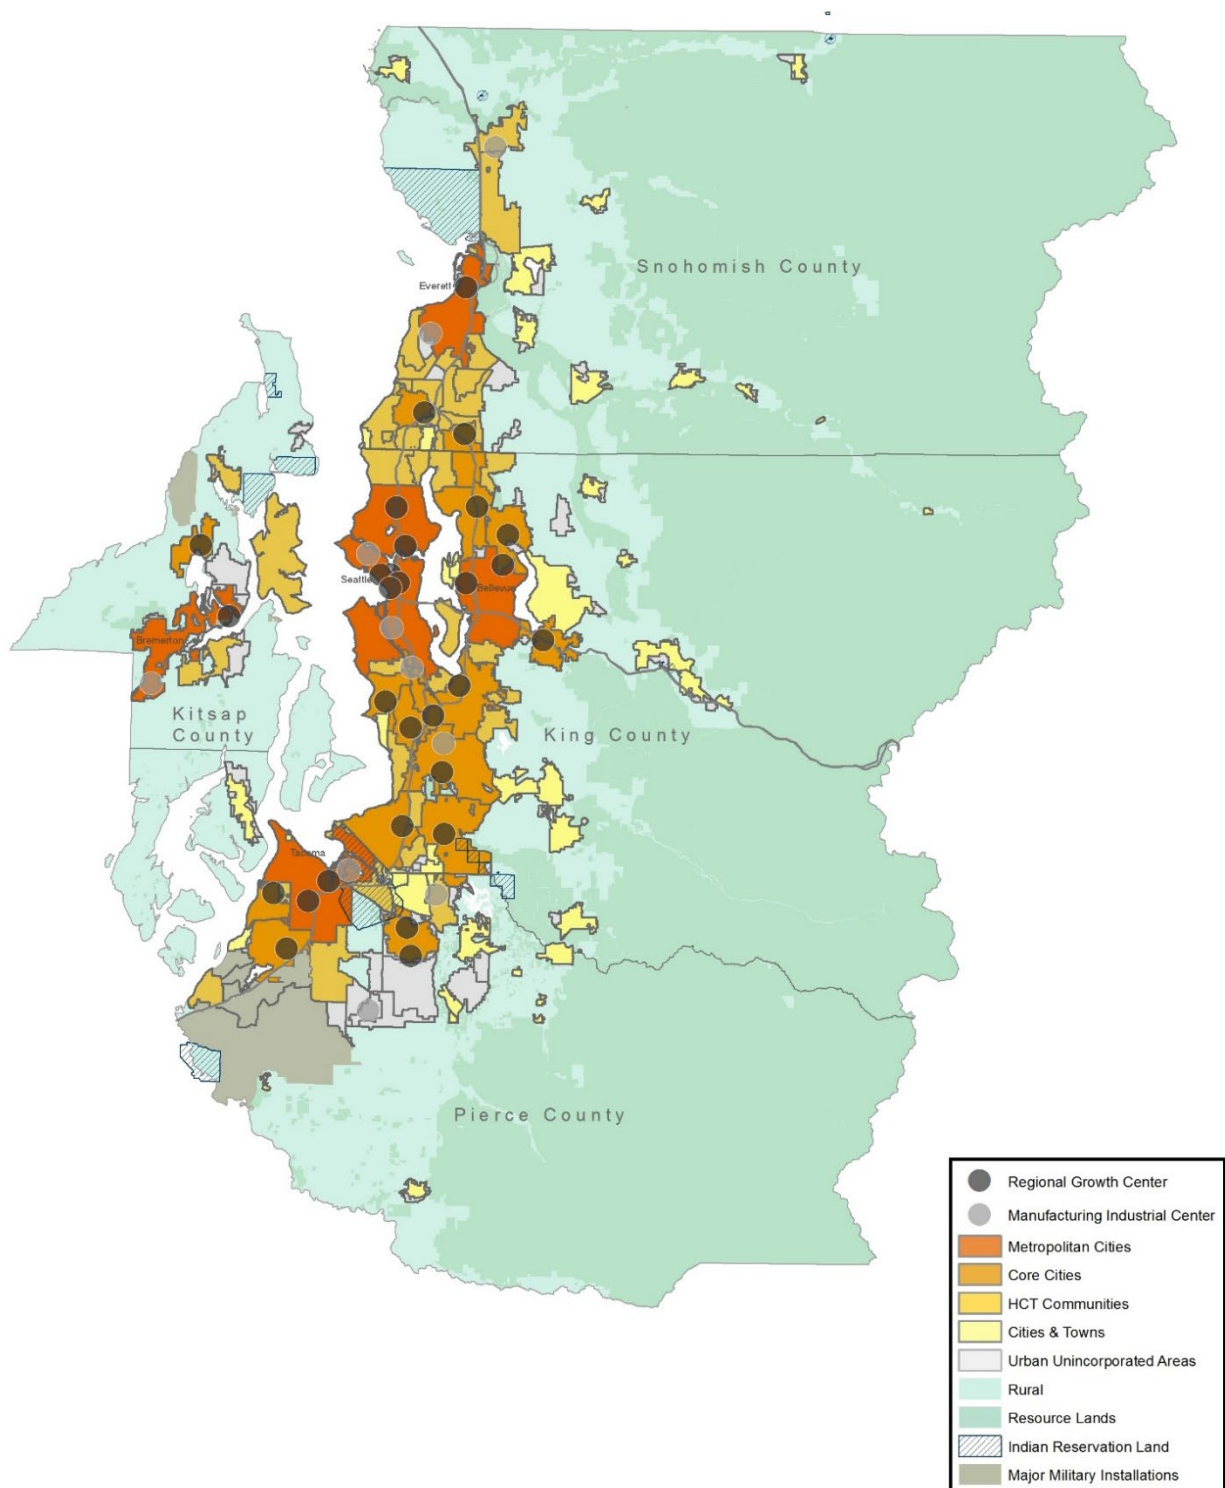 Snohomish County
Everett
Seattle
Bellevue
Bremerton
Kitsap
County
King County
Tacoma
Pierce County
Regional Growth Center
Manufacturing Industrial Center
Metropolitan Cities
Core Cities
HCT Communities
Cities & Towns
Urban Unincorporated Areas
Rural
Resource Lands
Indian Reservation Land
Major Military Installations